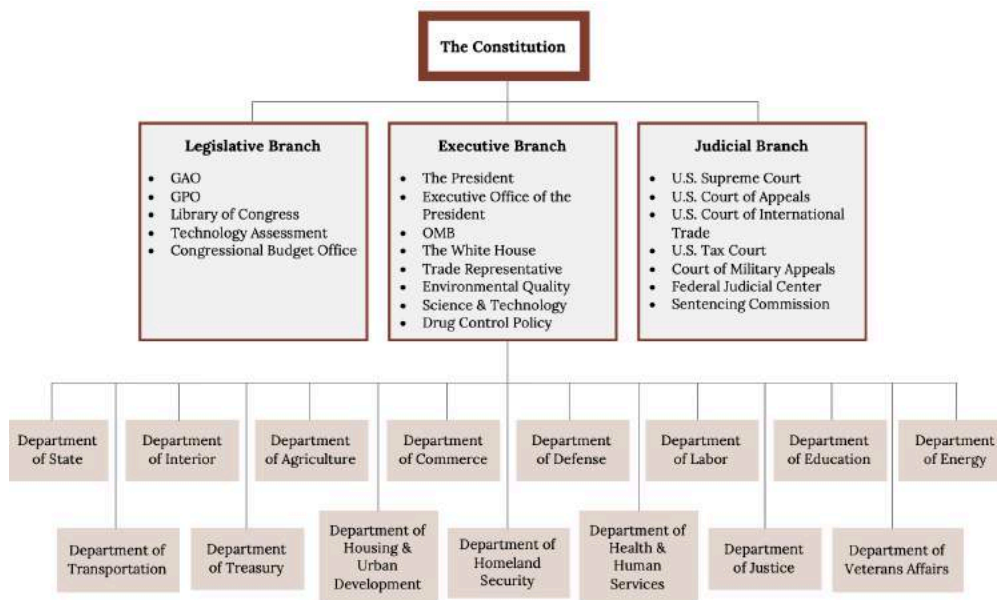 The Constitution
Legislative Branch
• GAO
• GPO
• Library of Congress
• Technology Assessment
• Congressional Budget Office
Executive Branch
• The President
• Executive Office of the
President
• OMB
• The White House
• Trade Representative
• Environmental Quality
• Science & Technology
• Drug Control Policy
Judicial Branch
• U.S. Supreme Court
• U.S. Court of Appeals
• U.S. Court of International
Trade
• U.S. Tax Court
• Court of Military Appeals
• Federal Judicial Center
• Sentencing Commission
Department
of State
Department
of Interior
Department
of Agriculture
Department
of Commerce
Department
of Defense
Department
of Labor
Department
of Education
Department
of Energy
Department of
Transportation
Department
of Treasury
Department of
Housing &
Urban
Development
Department of
Homeland
Security
Department of
Health &
Human
Services
Department
of Justice
Department of
Veterans Affairs